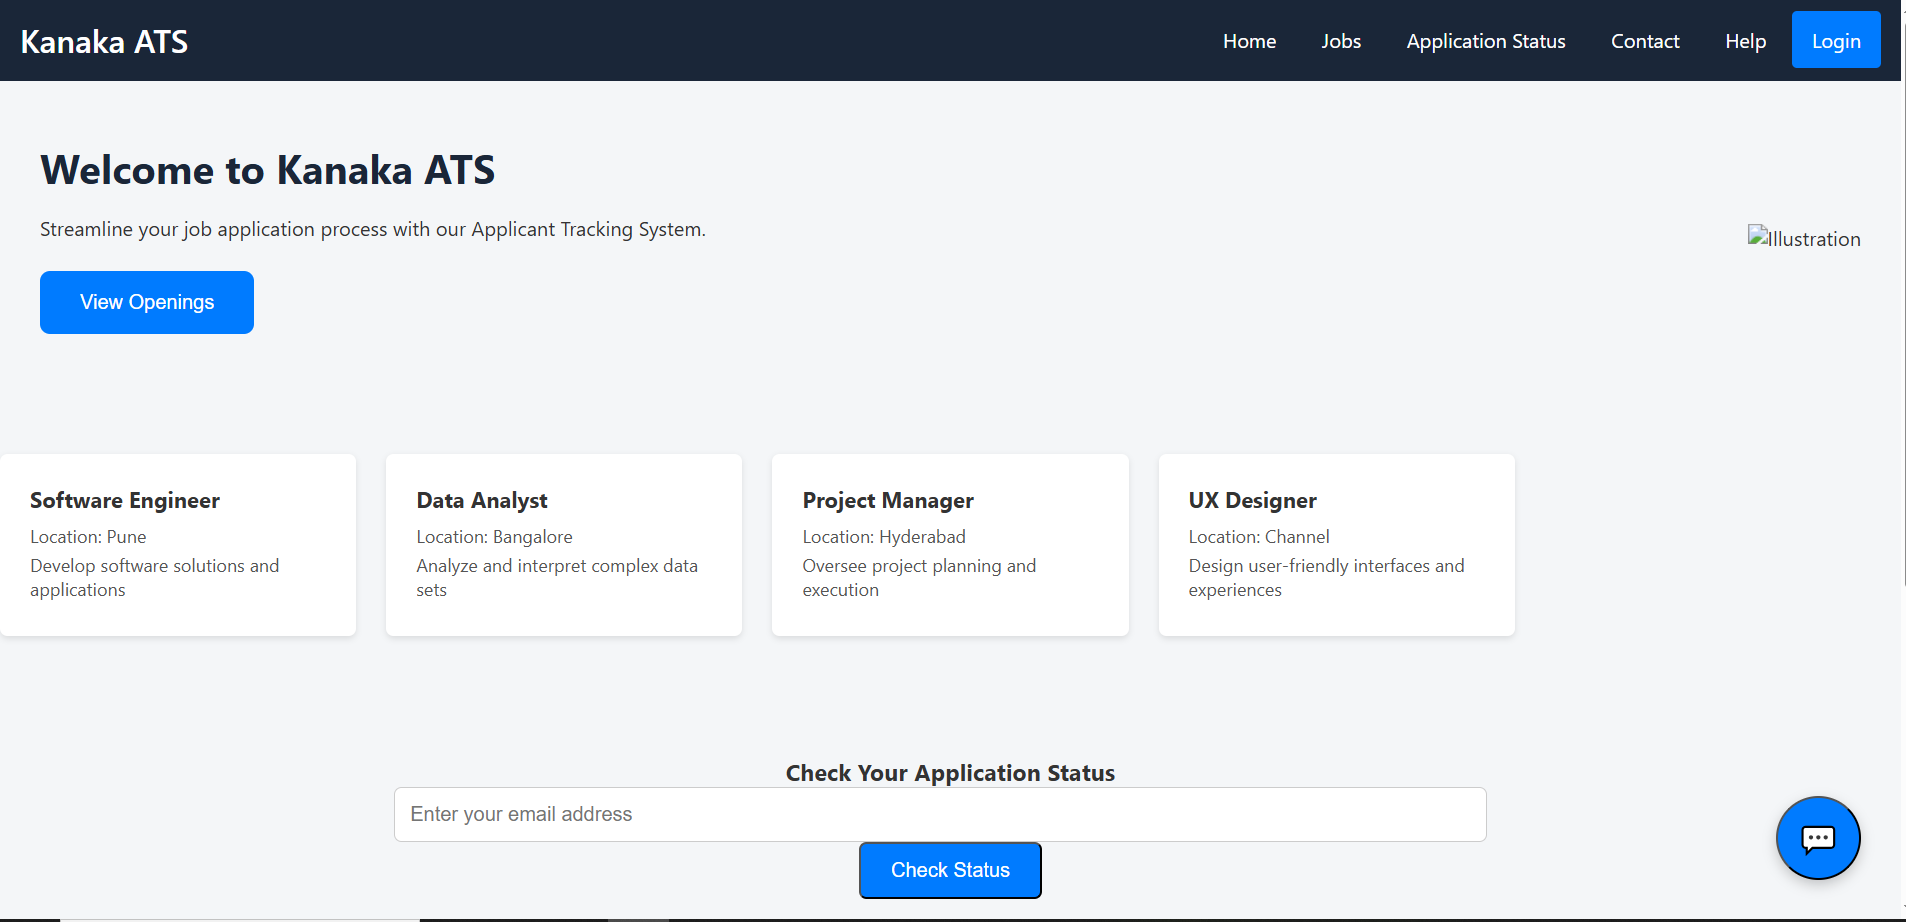 Kanaka ATS
Home Jobs Application Status Contact Help Login
Welcome to Kanaka ATS
Streamline your job application process with our Applicant Tracking System.
Illustration
View Openings
Software Engineer
Location: Pune
Develop software solutions and
applications
Data Analyst
Location: Bangalore
Analyze and interpret complex data
sets
Project Manager
Location: Hyderabad
Oversee project planning and
execution
UX Designer
Location: Channel
Design user-friendly interfaces and
experiences
Check Your Application Status
Enter your email address
Check Status